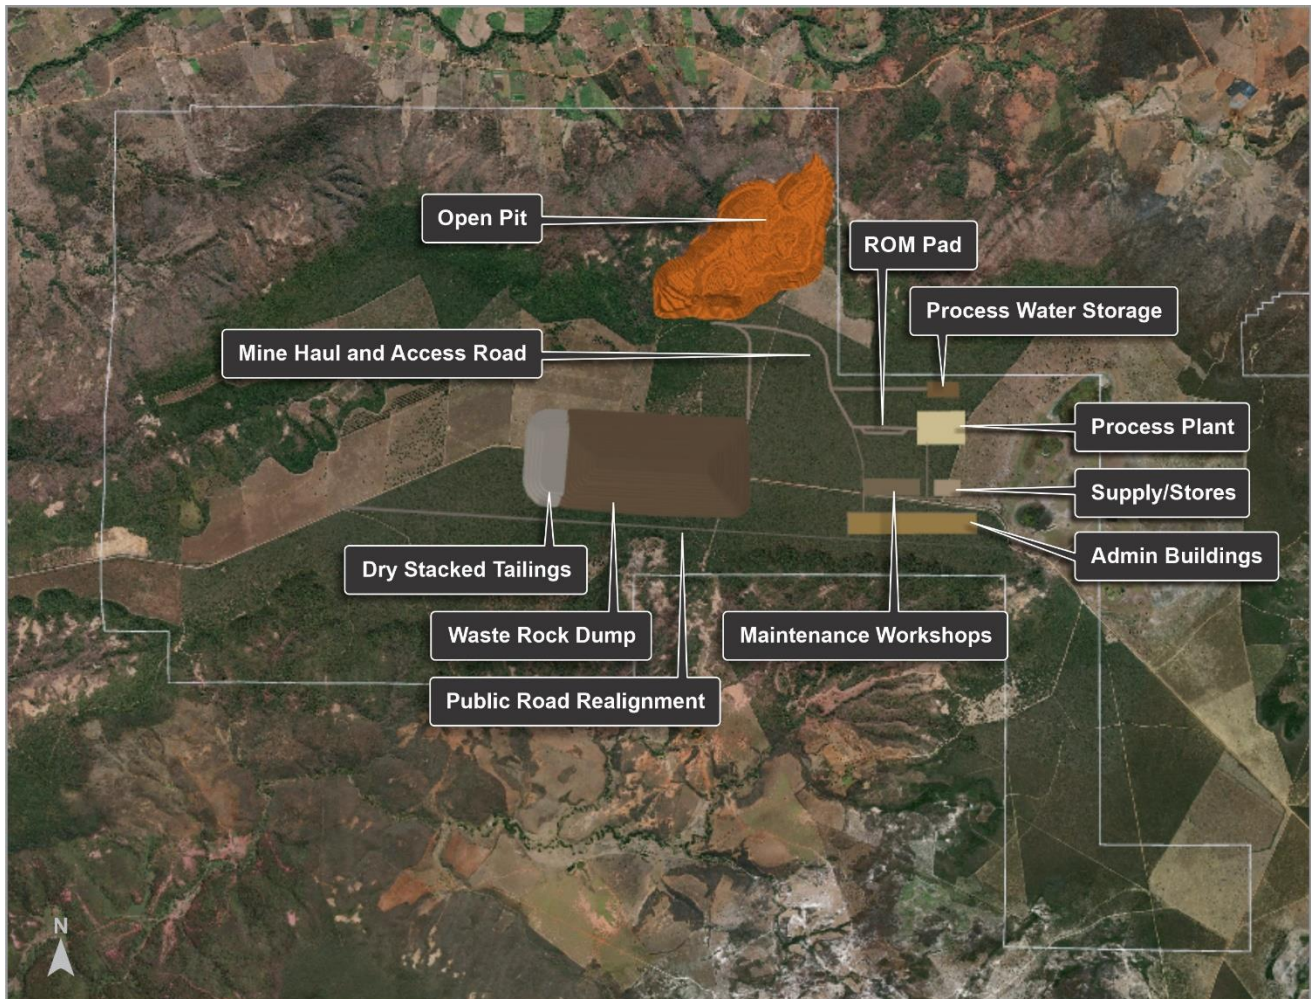 Open Pit
ROM Pad
Process Water Storage
Mine Haul and Access Road
Process Plant
Supply/Stores
Dry Stacked Tailings
Admin Buildings
Waste Rock Dump
Maintenance Workshops
Public Road Realignment
N